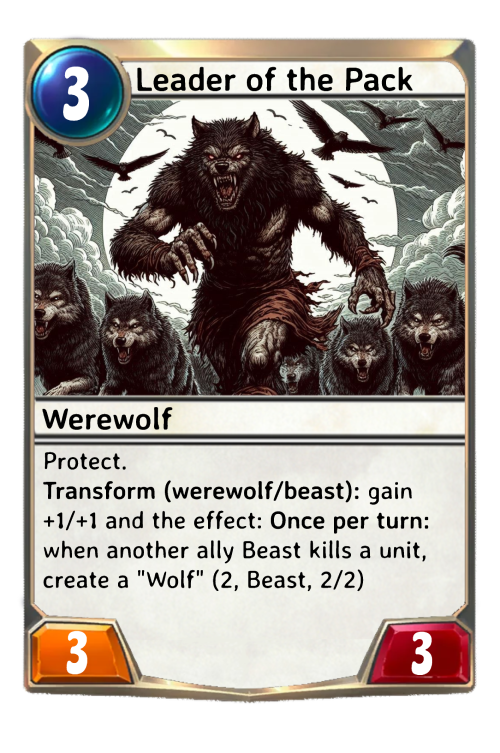 3
Leader of the Pack
Werewolf
Protect.
Transform (werewolf/beast): gain
+1/+1 and the effect: Once per turn:
when another ally Beast kills a unit,
create a "Wolf" (2, Beast, 2/2)
3
3